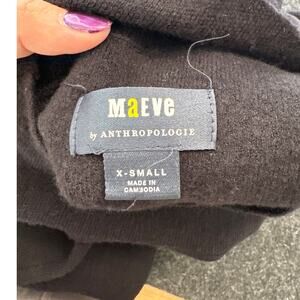 MaEve
by ANTHROPOLOGIE
X-SMALL
MADE IN
CAMBODIA